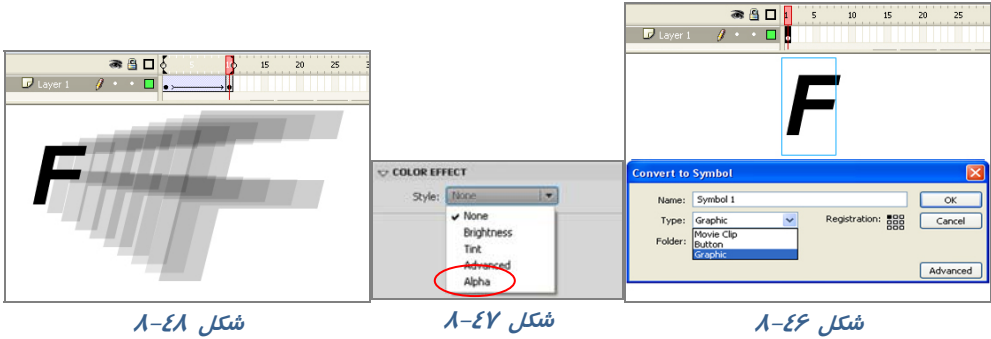 1 5 10 15 20 25
Layer 1
F
Convert to Symbol
Name: Symbol 1 OK
Type: Graphic Registration: Cancel
Movie Clip
Button
Graphic
Folder:
Advanced
شکل ۴۶-۸
COLOR EFFECT
Style: None
None
Brightness
Tint
Advanced
Alpha
شکل ۴۷-۸
5 15 20 25
Layer 1
F
شکل ۴۸-۸